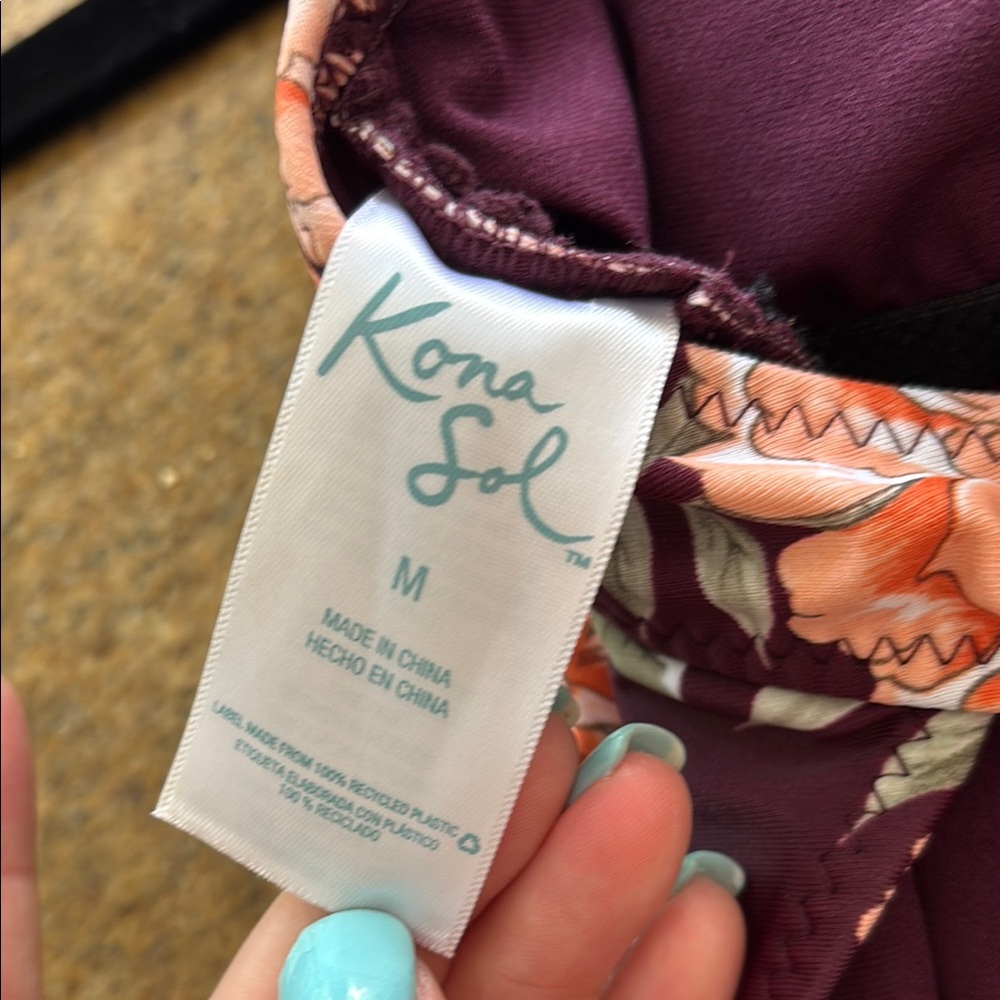 Kona
Sol
TM
M
MADE IN CHINA
HECHO EN CHINA
LABEL MADE FROM 100% RECYCLED PLASTIC
ETIQUETA ELABORADA CON PLÁSTICO
100 % RECICLADO